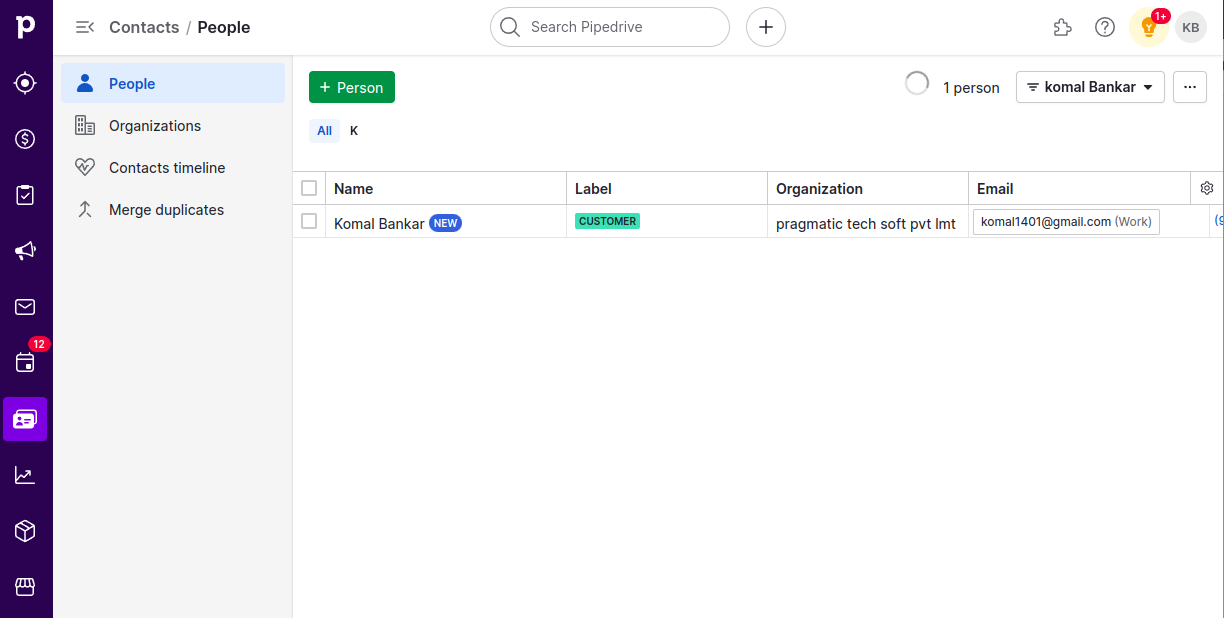 p
Contacts / People
Search Pipedrive
1+
KB
People
Organizations
Contacts timeline
Merge duplicates
12
+ Person
1 person
komal Bankar
All K
Name Label Organization Email
Komal Bankar NEW CUSTOMER pragmatic tech soft pvt lmt komal1401@gmail.com (Work)